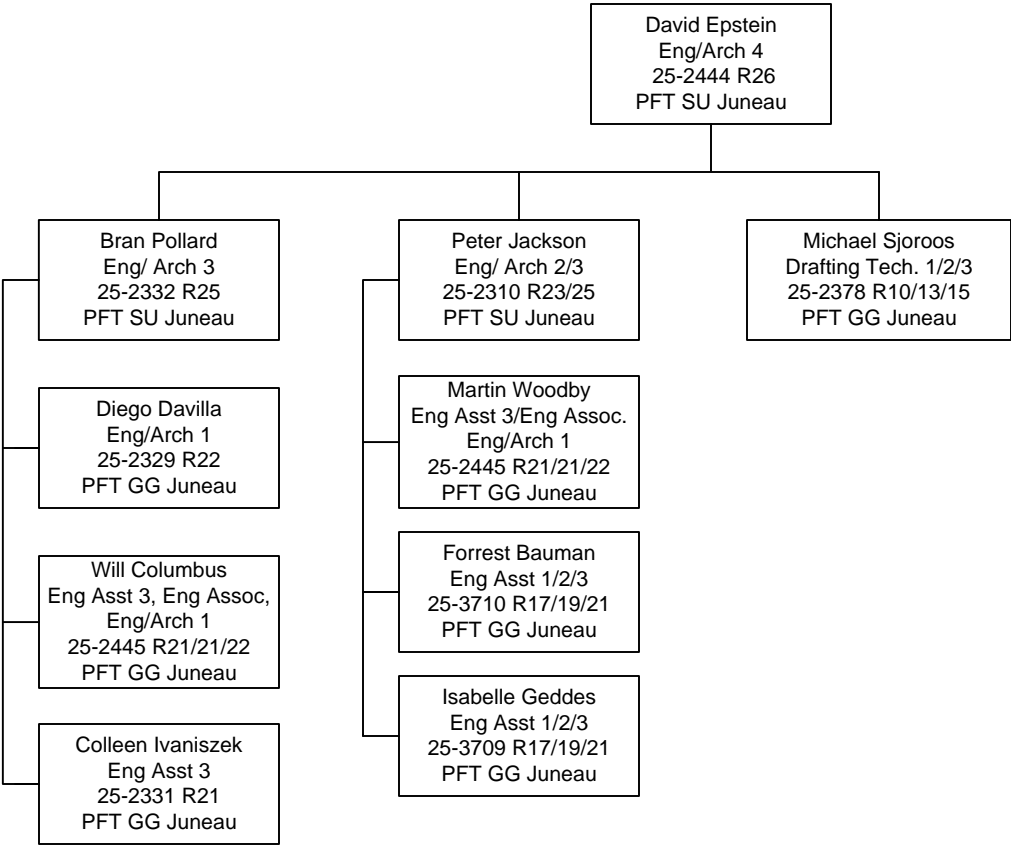 David Epstein
Eng/Arch 4
25-2444 R26
PFT SU Juneau
Bran Pollard
Eng/ Arch 3
25-2332 R25
PFT SU Juneau
Diego Davilla
Eng/Arch 1
25-2329 R22
PFT GG Juneau
Will Columbus
Eng Asst 3, Eng Assoc,
Eng/Arch 1
25-2445 R21/21/22
PFT GG Juneau
Colleen Ivaniszek
Eng Asst 3
25-2331 R21
PFT GG Juneau
Peter Jackson
Eng/ Arch 2/3
25-2310 R23/25
PFT SU Juneau
Martin Woodby
Eng Asst 3/Eng Assoc.
Eng/Arch 1
25-2445 R21/21/22
PFT GG Juneau
Forrest Bauman
Eng Asst 1/2/3
25-3710 R17/19/21
PFT GG Juneau
Isabelle Geddes
Eng Asst 1/2/3
25-3709 R17/19/21
PFT GG Juneau
Michael Sjoroos
Drafting Tech. 1/2/3
25-2378 R10/13/15
PFT GG Juneau